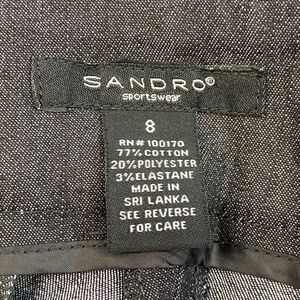 SANDRO®
sportswear
8
RN# 100170
77% COTTON
20% POLYESTER
3% ELASTANE
MADE IN
SRI LANKA
SEE REVERSE
FOR CARE